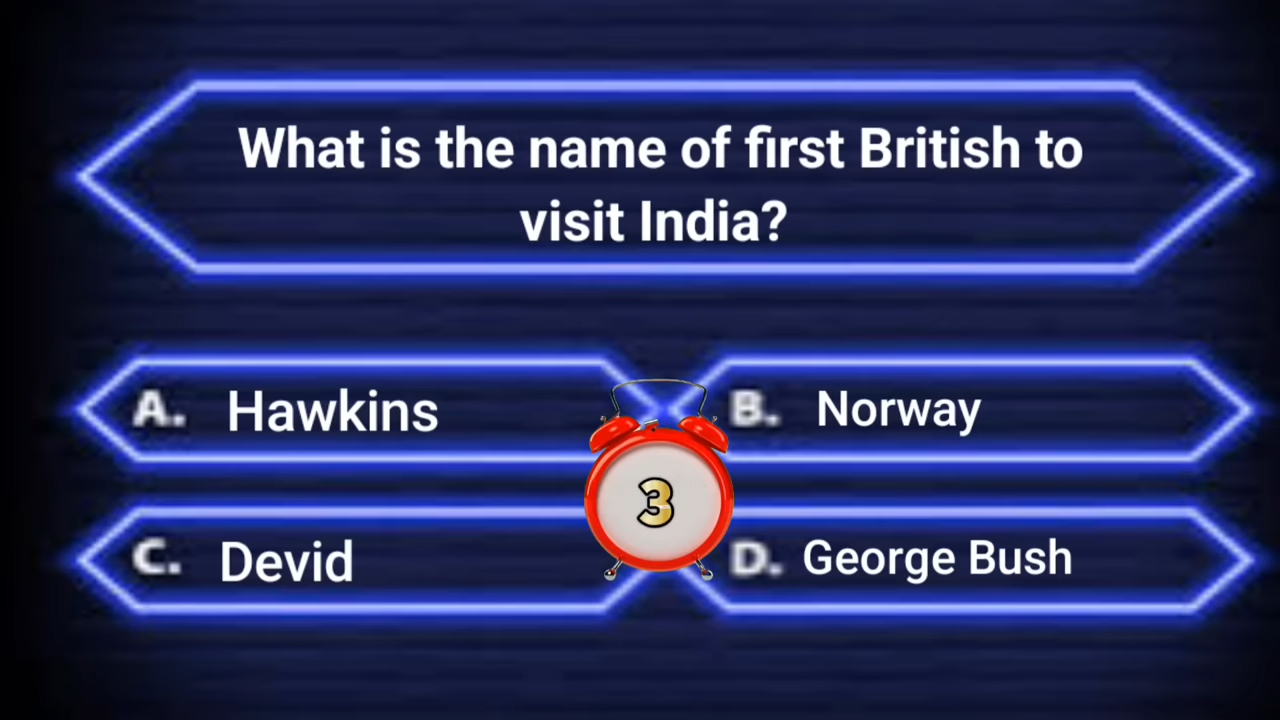 What is the name of first British to
visit India?
A. Hawkins
B. Norway
3
C. Devid
D. George Bush